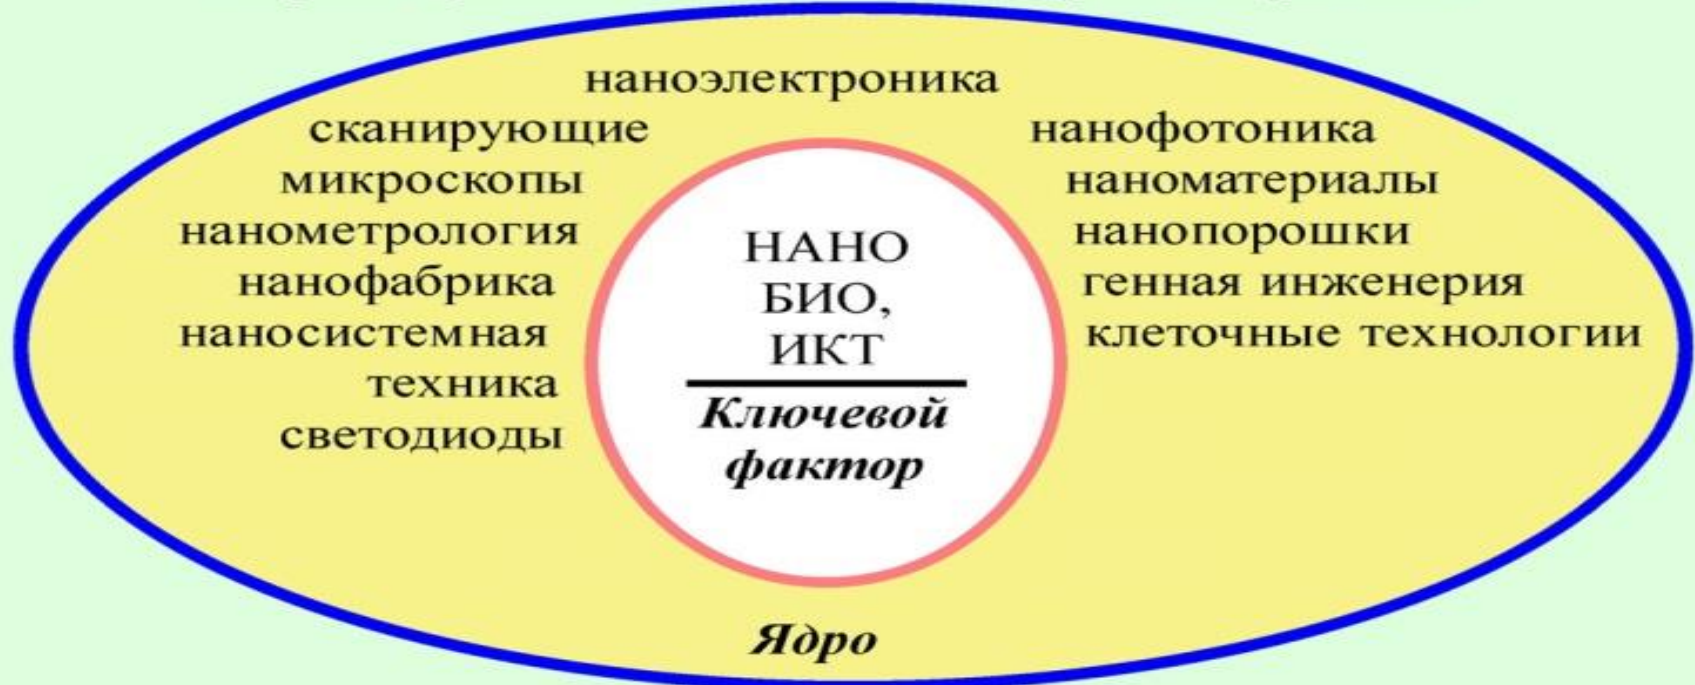 наноэлектроника
сканирующие
микроскопы
нанометрология
нанофабрика
наносистемная
техника
светодиоды
нанофотоника
наноматериалы
нанопорошки
генная инженерия
клеточные технологии
НАНО
БИО,
ИКТ
Ключевой
фактор
Ядро